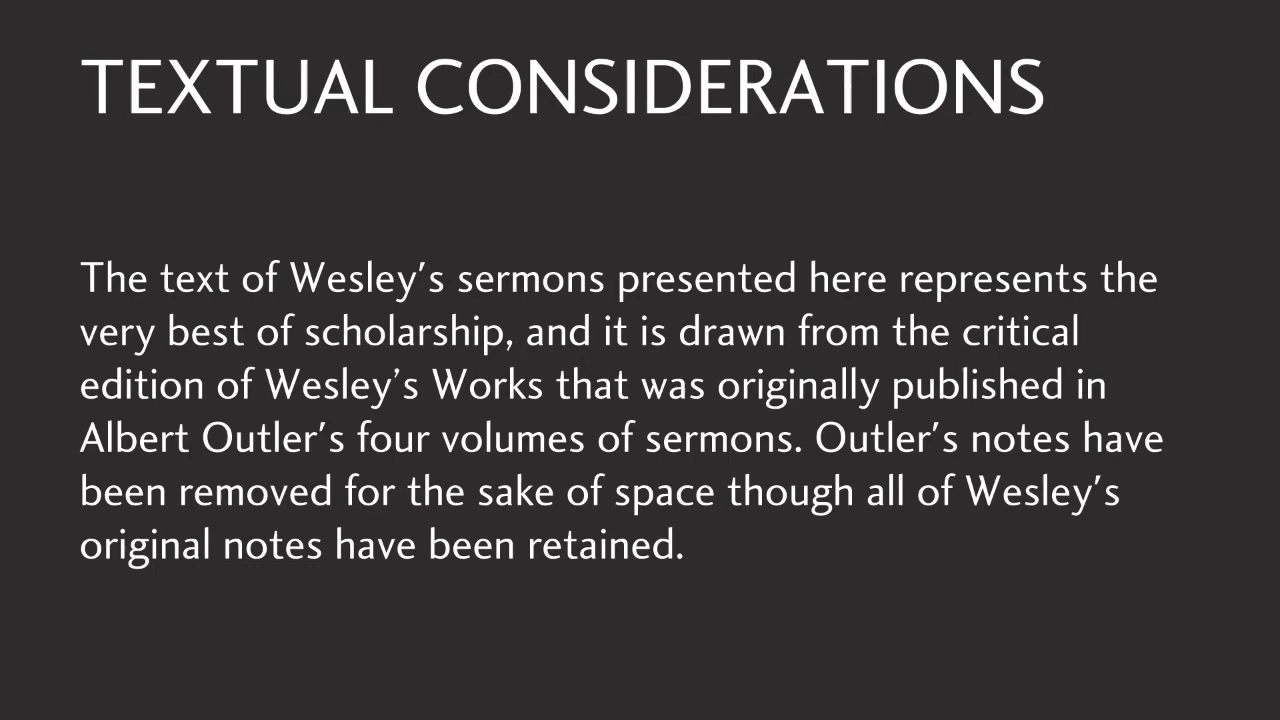 TEXTUAL CONSIDERATIONS
The text of Wesley's sermons presented here represents the
very best of scholarship, and it is drawn from the critical
edition of Wesley’s Works that was originally published in
Albert Outler's four volumes of sermons. Outler's notes have
been removed for the sake of space though all of Wesley's
original notes have been retained.